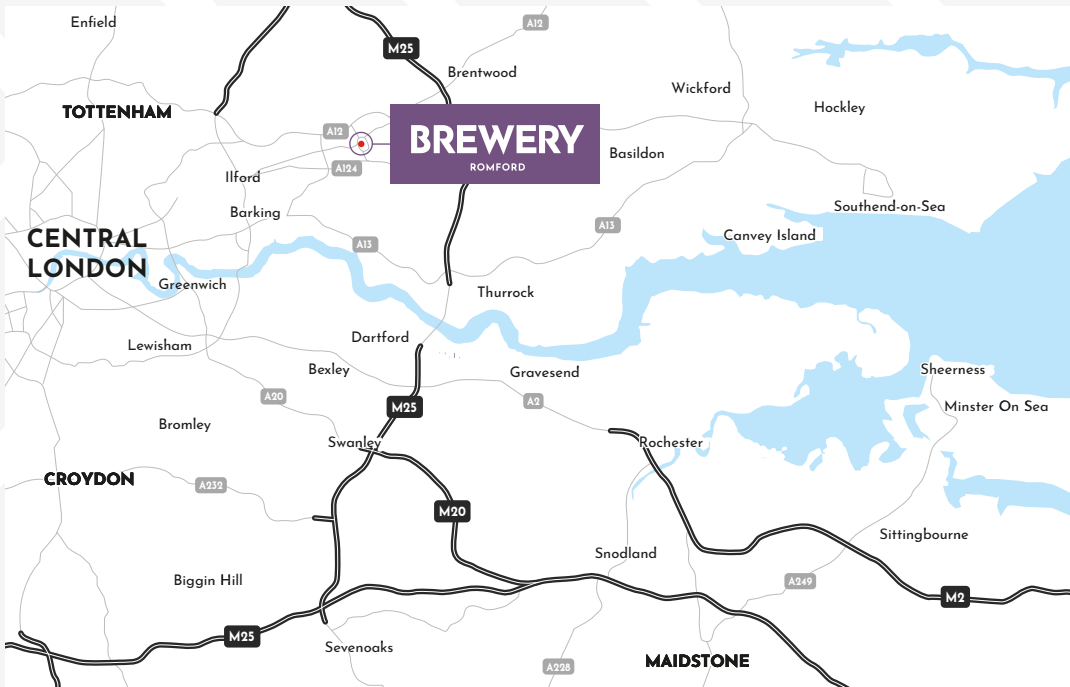 Enfield
A12
M25
Brentwood
Wickford
TOTTENHAM
Hockley
A12
BREWERY
ROMFORD
Basildon
A124
Ilford
Barking
Southend-on-Sea
A13
Canvey Island
CENTRAL
LONDON
A13
Greenwich
Thurrock
Dartford
Lewisham
Bexley
Gravesend
Sheerness
A20
M25
A2
Minster On Sea
Bromley
Swanley
Rochester
CROYDON
A232
M20
Sittingbourne
Snodland
Biggin Hill
A249
M2
M25
Sevenoaks
MAIDSTONE
A228